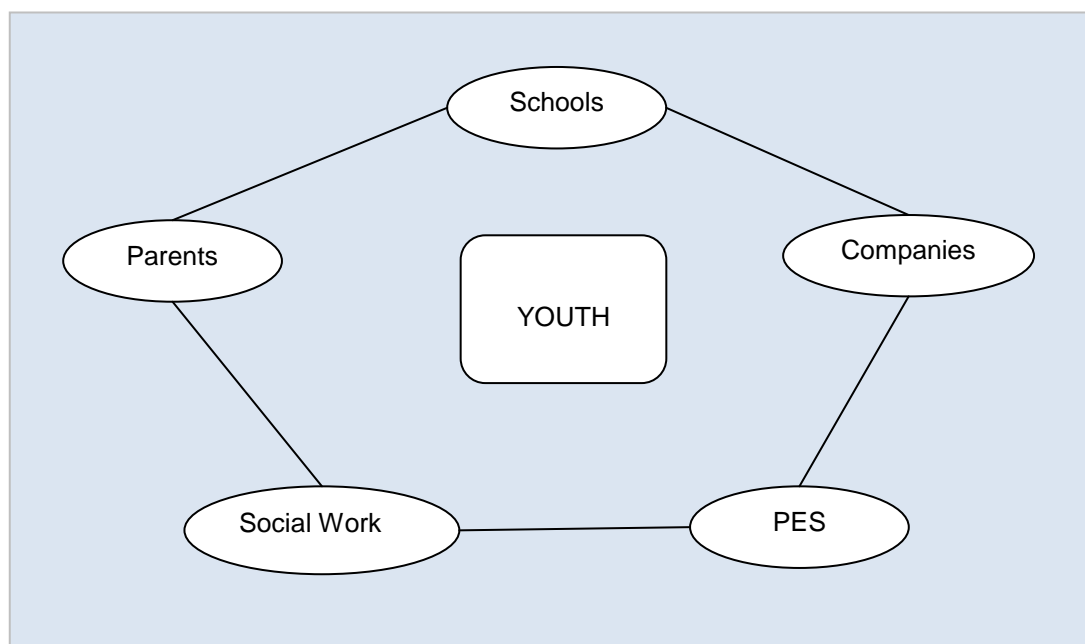 Schools
Parents
Companies
YOUTH
Social Work
PES